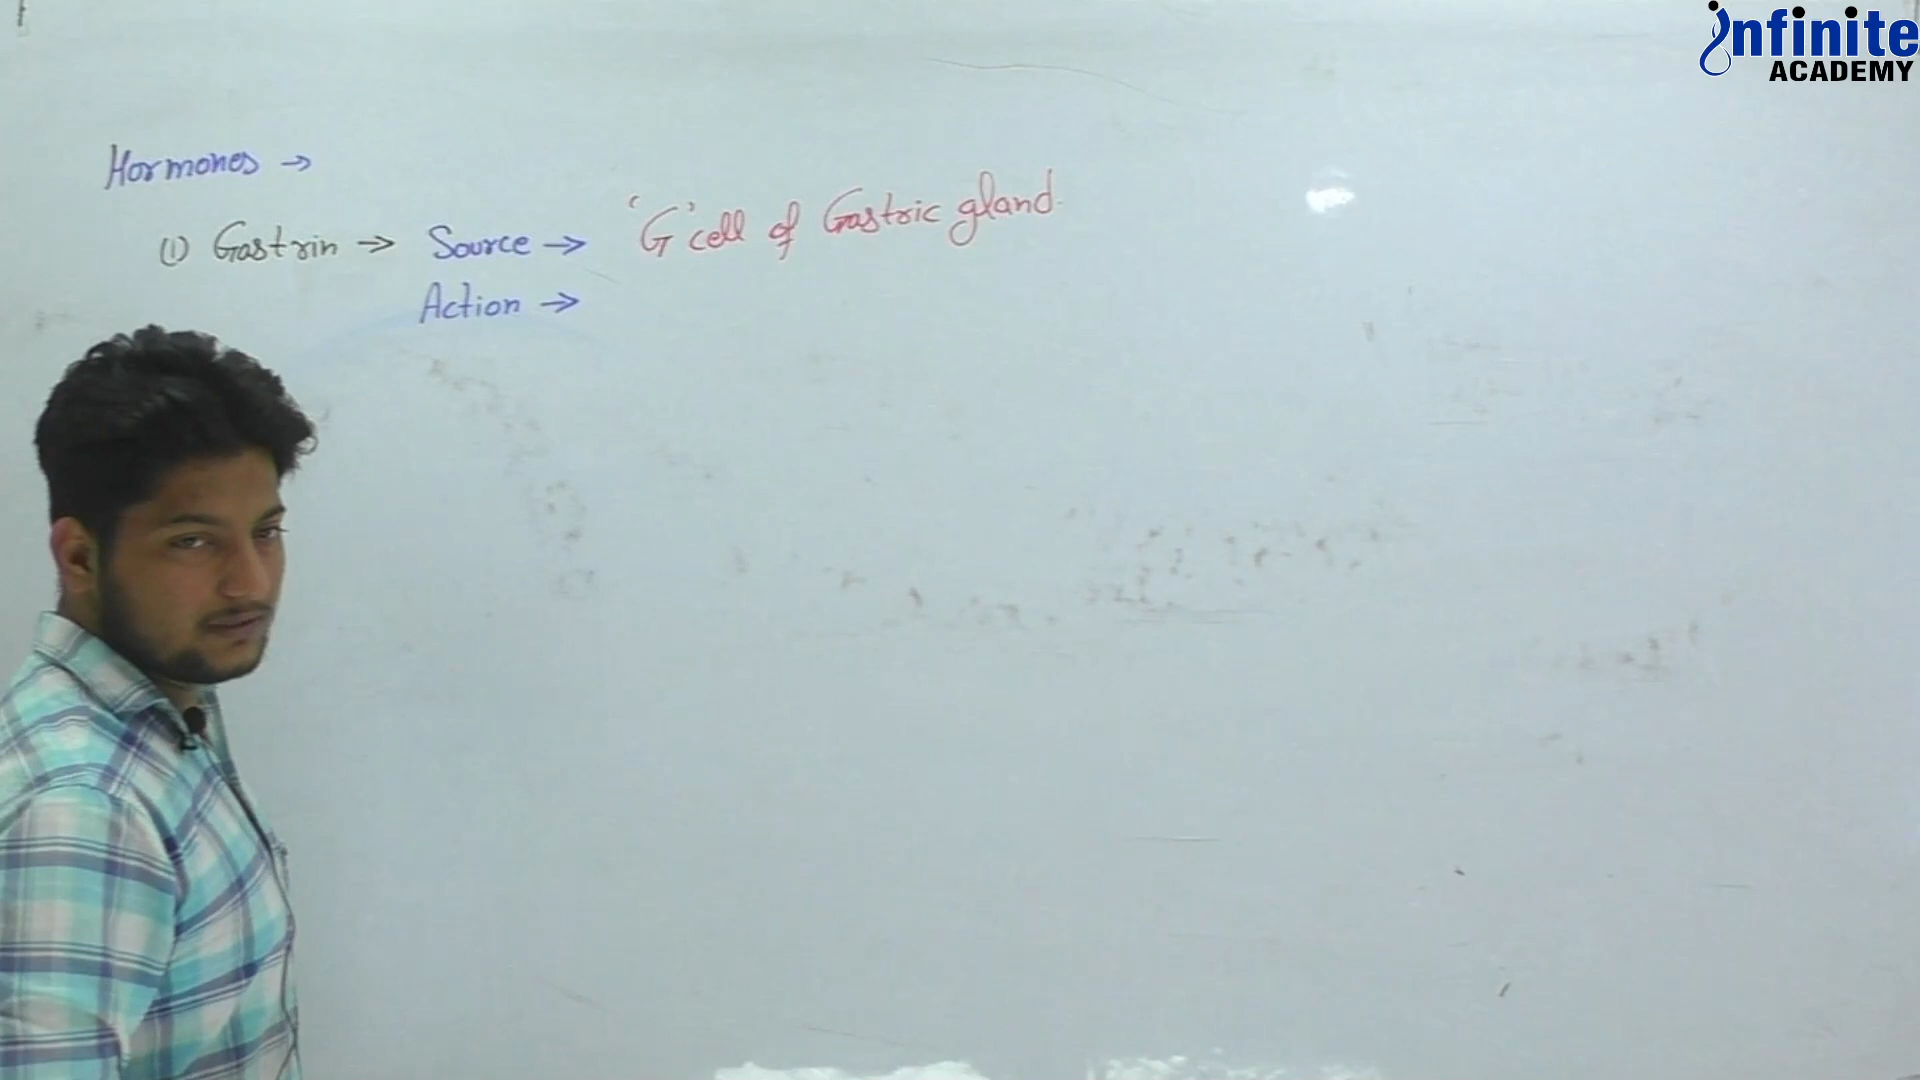 infinite
ACADEMY
Hormones →
(1) Gastrin → Source → 'G' cell of Gastric gland.
Action →